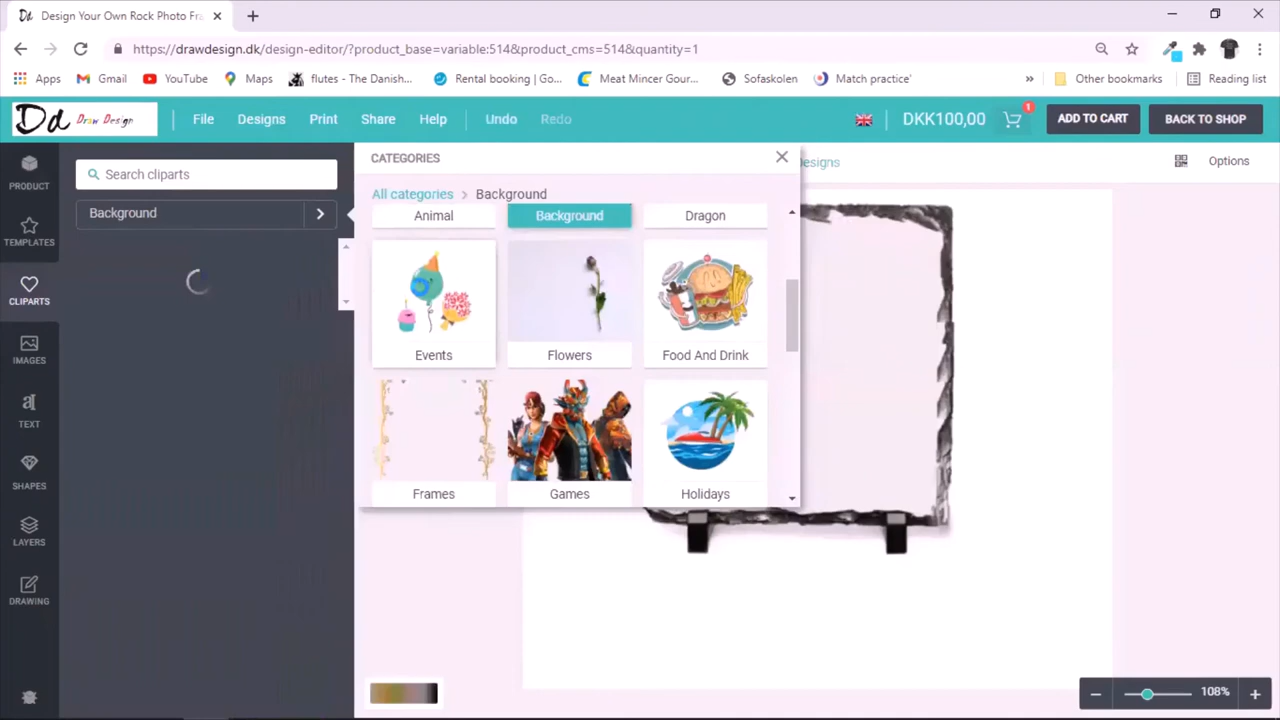 Dd Design Your Own Rock Photo Fra
https://drawdesign.dk/design-editor/?product_base=variable:514&product_cms=514&quantity=1
Apps Gmail YouTube Maps flutes - The Danish... Rental booking | Go... Meat Mincer Gour... Sofaskolen Match practice' » Other bookmarks Reading list
Dd Draw Design File Designs Print Share Help Undo Redo DKK100,00 1 ADD TO CART BACK TO SHOP
PRODUCT
TEMPLATES
CLIPARTS
IMAGES
TEXT
SHAPES
LAYERS
DRAWING
Search cliparts
Background
CATEGORIES
All categories > Background
Animal Background Dragon
Events Flowers Food And Drink
Frames Games Holidays
esigns Options
108%